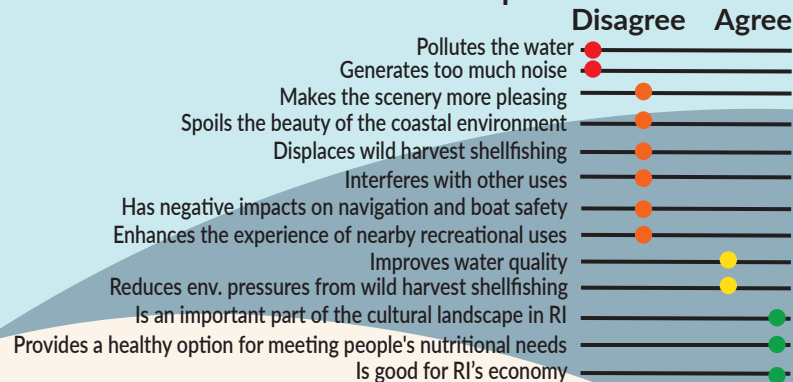 Disagree Agree
Pollutes the water
Generates too much noise
Makes the scenery more pleasing
Spoils the beauty of the coastal environment
Displaces wild harvest shellfishing
Interferes with other uses
Has negative impacts on navigation and boat safety
Enhances the experience of nearby recreational uses
Improves water quality
Reduces env. pressures from wild harvest shellfishing
Is an important part of the cultural landscape in RI
Provides a healthy option for meeting people's nutritional needs
Is good for RI's economy